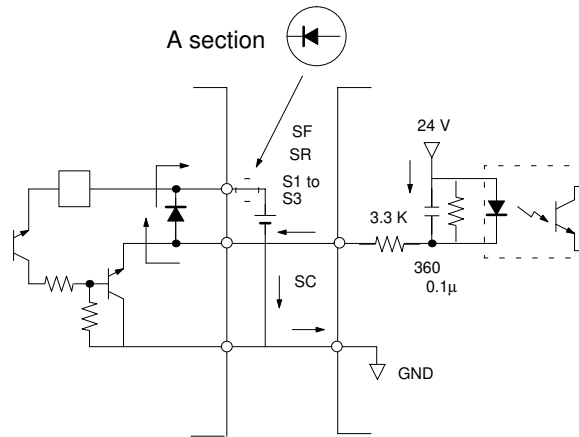 A section
SF
SR
S1 to
S3
24 V
3.3 K
360
0.1µ
SC
GND